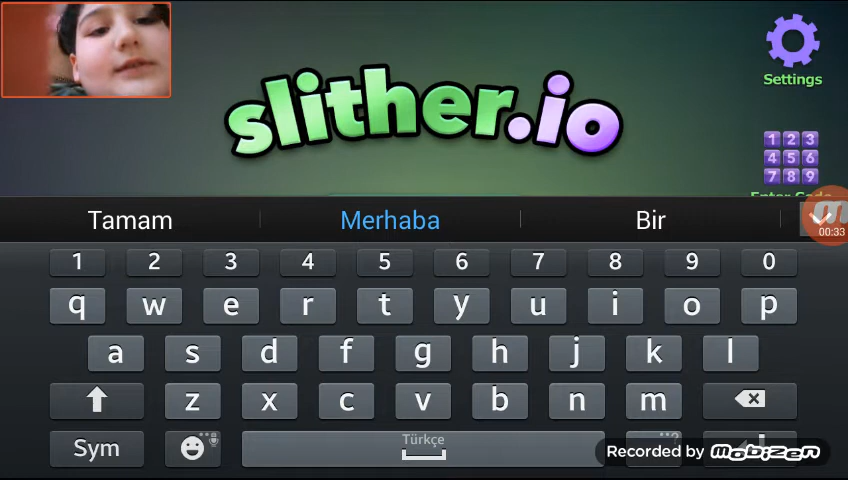 slither.io
Settings
1 2 3
4 5 6
7 8 9
Tamam Merhaba Bir
00:33
1 2 3 4 5 6 7 8 9 0
q w e r t y u i o p
a s d f g h j k l
z x c v b n m
Sym Türkçe
Recorded by mobizen